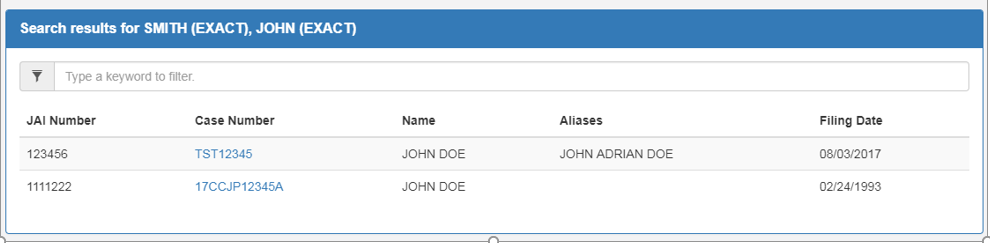 Search results for SMITH (EXACT), JOHN (EXACT)
Type a keyword to filter.
JAI Number Case Number Name Aliases Filing Date
123456 TST12345 JOHN DOE JOHN ADRIAN DOE 08/03/2017
1111222 17CCJP12345A JOHN DOE 02/24/1993